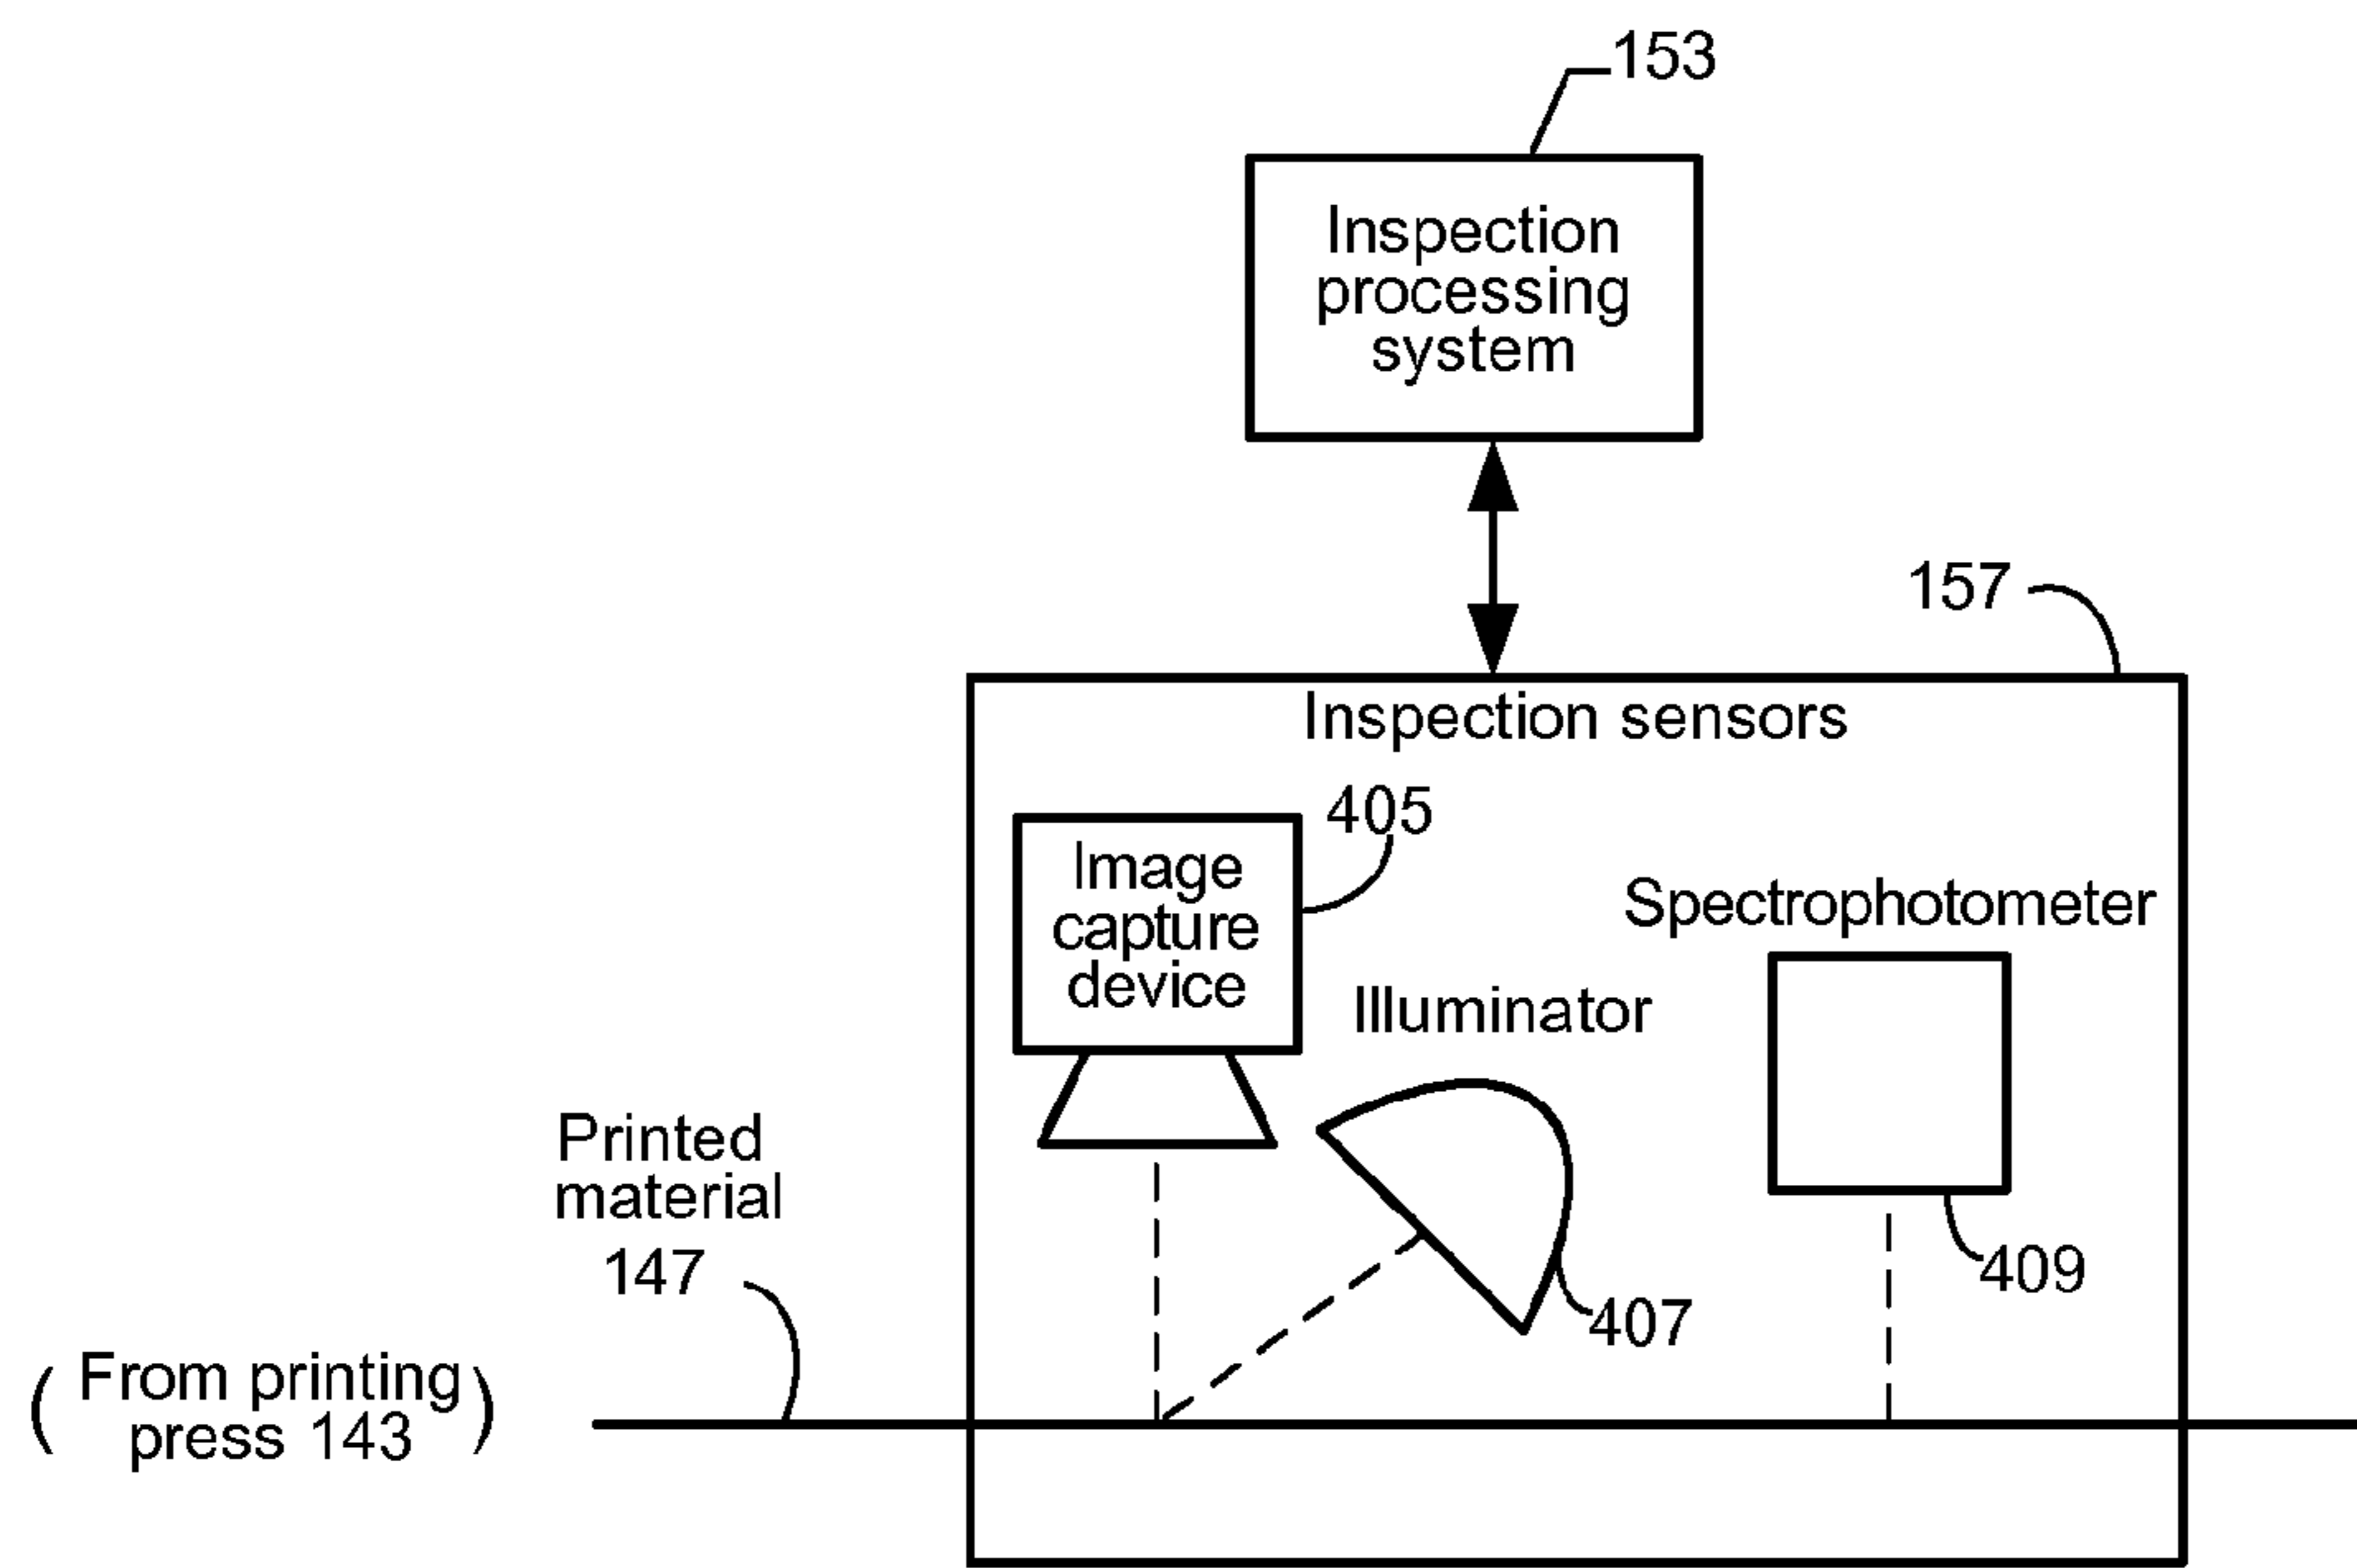 153
Inspection
processing
system
157
Inspection sensors
405
Image
capture
device
Spectrophotometer
Illuminator
409
407
Printed
material
147
( From printing )
press 143